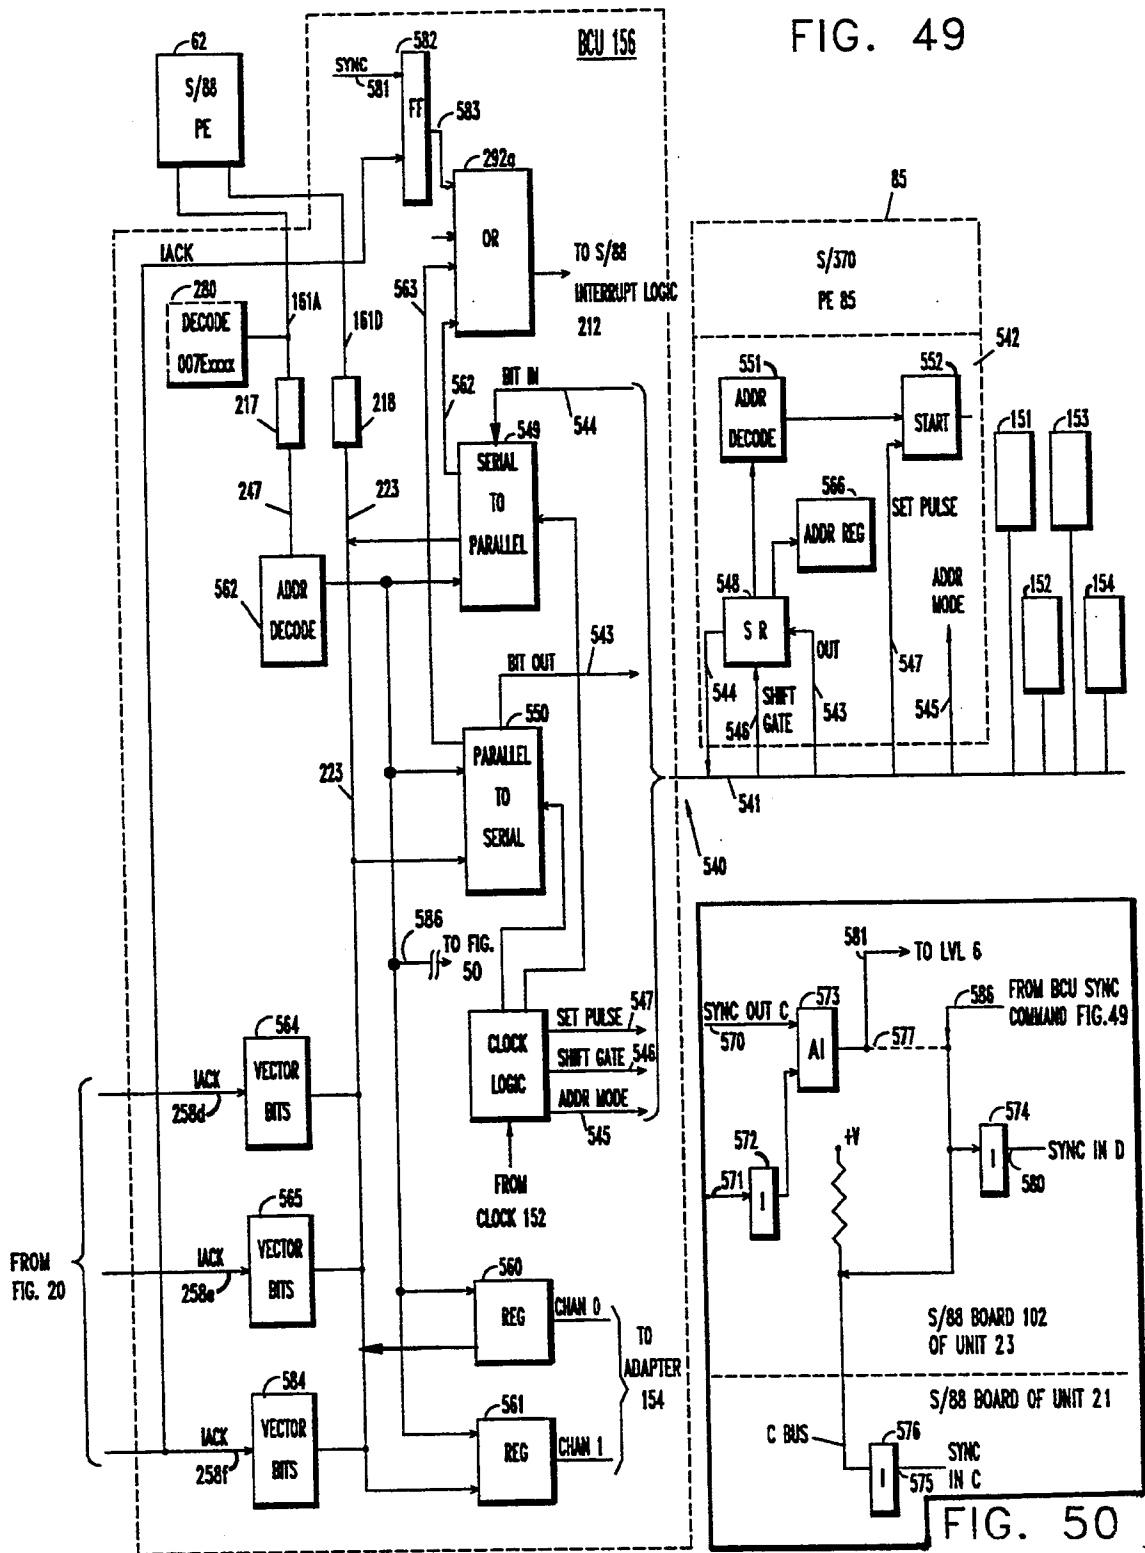 FIG. 49
BCU 156
62
S/88
PE
SYNC
581
582
FF
583
292a
OR
TO S/88
INTERRUPT LOGIC
212
IACK
280
DECODE
007Exxxx
161A
161D
563
217
218
562
BIT IN
544
549
SERIAL
TO
PARALLEL
247
223
562
ADDR
DECODE
BIT OUT
543
550
PARALLEL
TO
SERIAL
223
586
TO FIG.
50
CLOCK
LOGIC
SET PULSE
547
SHIFT GATE
546
ADDR MODE
545
FROM
CLOCK 152
564
VECTOR
BITS
IACK
258d
565
VECTOR
BITS
IACK
258e
FROM
FIG. 20
584
VECTOR
BITS
IACK
258f
560
REG
CHAN 0
561
REG
CHAN 1
TO
ADAPTER
154
85
S/370
PE 85
542
551
ADDR
DECODE
552
START
566
ADDR REG
SET PULSE
548
S R
OUT
ADDR
MODE
544
SHIFT
GATE
546
543
547
545
151
153
152
154
541
540
581
TO LVL 6
SYNC OUT C
570
573
AI
577
586
FROM BCU SYNC
COMMAND FIG.49
571
572
I
+V
574
I
SYNC IN D
580
S/88 BOARD 102
OF UNIT 23
S/88 BOARD OF UNIT 21
C BUS
576
I
575
SYNC
IN C
FIG. 50